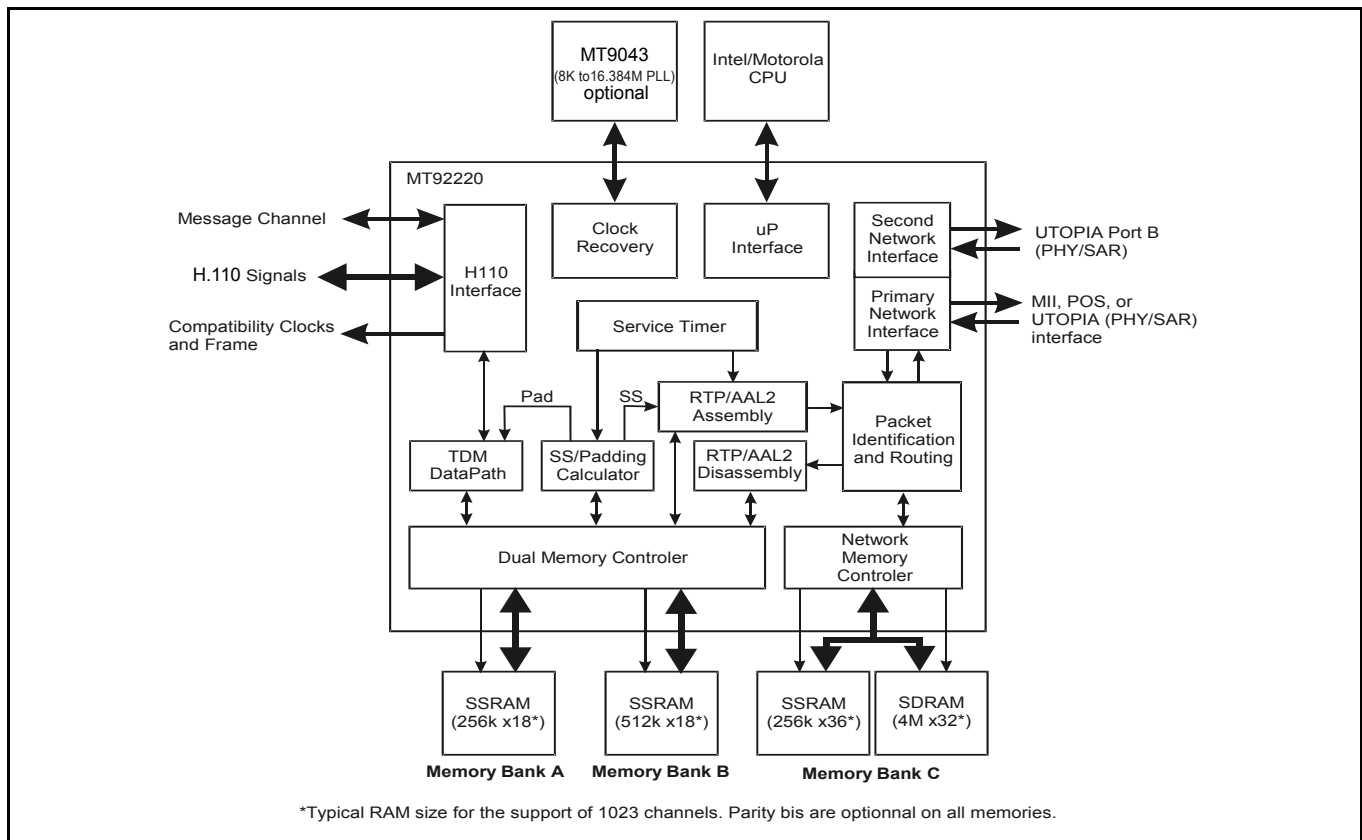 MT9043
(8K to16.384M PLL)
optional
Intel/Motorola
CPU
MT92220
Message Channel
H.110 Signals
Compatibility Clocks
and Frame
H110
Interface
Clock
Recovery
uP
Interface
Second
Network
Interface
UTOPIA Port B
(PHY/SAR)
Primary
Network
Interface
MII, POS, or
UTOPIA (PHY/SAR)
interface
Service Timer
Pad
SS
RTP/AAL2
Assembly
Packet
Identification
and Routing
TDM
DataPath
SS/Padding
Calculator
RTP/AAL2
Disassembly
Dual Memory Controler
Network
Memory
Controler
SSRAM
(256k x18*)
SSRAM
(512k x18*)
SSRAM
(256k x36*)
SDRAM
(4M x32*)
Memory Bank A
Memory Bank B
Memory Bank C
*Typical RAM size for the support of 1023 channels. Parity bis are optionnal on all memories.